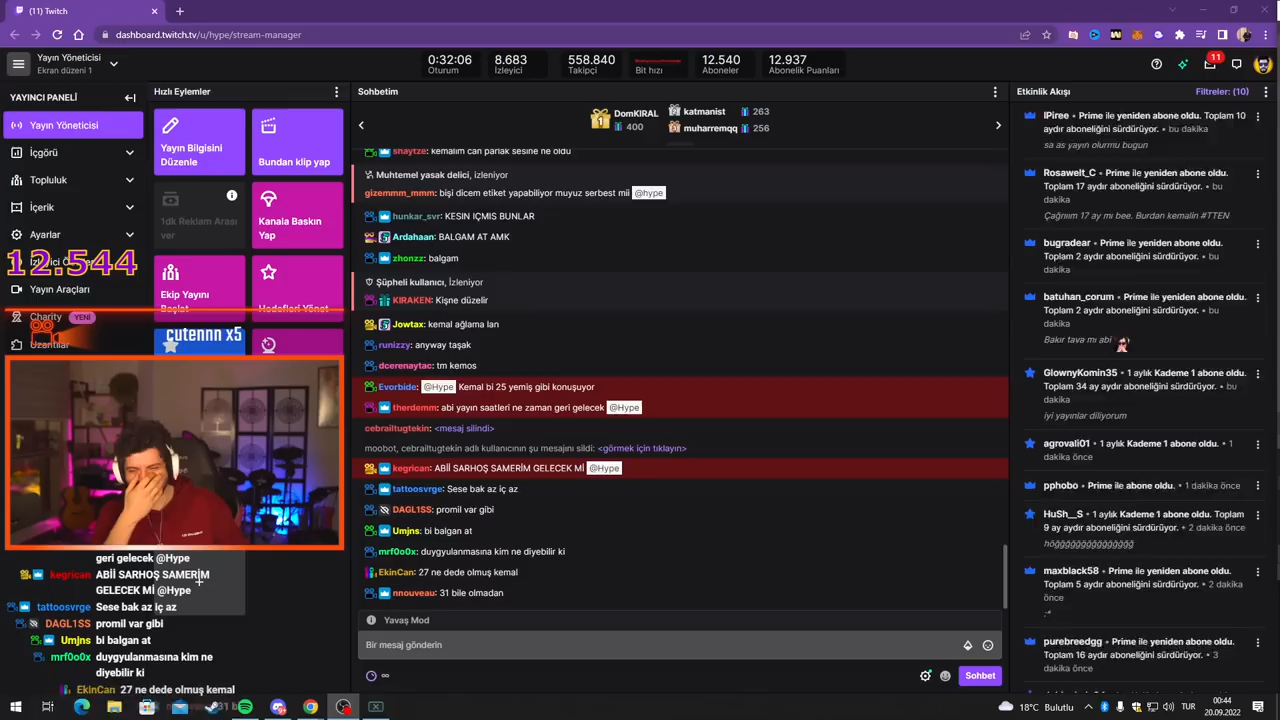 (11) Twitch
dashboard.twitch.tv/u/hype/stream-manager
Yayın Yöneticisi
Ekran düzeni 1
0:32:06
Oturum
8.683
İzleyici
558.840
Takipçi
Bit hızı
12.540
Aboneler
12.937
Abonelik Puanları
11
YAYINCI PANELİ
Yayın Yöneticisi
İçgörü
Topluluk
İçerik
Ayarlar
12.544
Yayın Araçları
Charity YENİ
Uzantılar
Hızlı Eylemler
Yayın Bilgisini
Düzenle
Bundan klip yap
1dk Reklam Arası
ver
Kanala Baskın
Yap
Ekip Yayını
Başlat
Hedefleri Yönet
cutennn x5
geri gelecek @Hype
kegrican ABİİ SARHOŞ SAMERİM
GELECEK Mİ @Hype
tattoosvrge Sese bak az iç az
DAGL1SS promil var gibi
Umjns bi balgan at
mrf0o0x duygyulanmasına kim ne
diyebilir ki
EkinCan 27 ne dede olmuş kemal
Sohbetim
1
DomKIRAL
400
katmanist 263
muharremqq 256
shaytze: kemalım can parlak sesine ne oldu
Muhtemel yasak delici, izleniyor
gizemmm_mmm: bişi dicem etiket yapabiliyor muyuz serbest mii @hype
hunkar_svr: KESIN IÇMIS BUNLAR
Ardahaan: BALGAM AT AMK
zhonzz: balgam
Şüpheli kullanıcı, İzleniyor
KIRAKEN: Kişne düzelir
Jowtax: kemal ağlama lan
runizzy: anyway taşak
dcerenaytac: tm kemos
Evorbide: @Hype Kemal bi 25 yemiş gibi konuşuyor
therdemm: abi yayın saatleri ne zaman geri gelecek @Hype
cebrailtugtekin: <mesaj silindi>
moobot, cebrailtugtekin adlı kullanıcının şu mesajını sildi: <görmek için tıklayın>
kegrican: ABİİ SARHOŞ SAMERİM GELECEK Mİ @Hype
tattoosvrge: Sese bak az iç az
DAGL1SS: promil var gibi
Umjns: bi balgan at
mrf0o0x: duygyulanmasına kim ne diyebilir ki
EkinCan: 27 ne dede olmuş kemal
nnouveau: 31 bile olmadan
Yavaş Mod
Bir mesaj gönderin
Sohbet
Etkinlik Akışı
Filtreler: (10)
IPiree • Prime ile yeniden abone oldu. Toplam 10
aydır aboneliğini sürdürüyor. • bu dakika
sa as yayın olurmu bugun
Rosawelt_C • Prime ile yeniden abone oldu.
Toplam 17 aydır aboneliğini sürdürüyor. • bu
dakika
Çağrıım 17 ay mı bee. Burdan kemalin #TTEN
bugradear • Prime ile yeniden abone oldu.
Toplam 2 aydır aboneliğini sürdürüyor. • bu
dakika
batuhan_corum • Prime ile yeniden abone oldu.
Toplam 2 aydır aboneliğini sürdürüyor. • bu
dakika
Bakır tava mı abi
GlownyKomin35 • 1 aylık Kademe 1 abone oldu.
Toplam 34 ay aboneliğini sürdürüyor. • bu
dakika
iyi yayınlar diliyorum
agrovali01 • 1 aylık Kademe 1 abone oldu. • 1
dakika önce
pphobo • Prime ile abone oldu. • 1 dakika önce
HuSh__S • 1 aylık Kademe 1 abone oldu. Toplam
9 ay aboneliğini sürdürüyor. • 2 dakika önce
höğğğğğğğğğğğğğğ
maxblack58 • Prime ile yeniden abone oldu.
Toplam 5 aydır aboneliğini sürdürüyor. • 2 dakika
önce
purebreedgg • Prime ile yeniden abone oldu.
Toplam 16 aydır aboneliğini sürdürüyor. • 3
dakika önce
18°C Bulutlu
TUR
00:44
20.09.2022